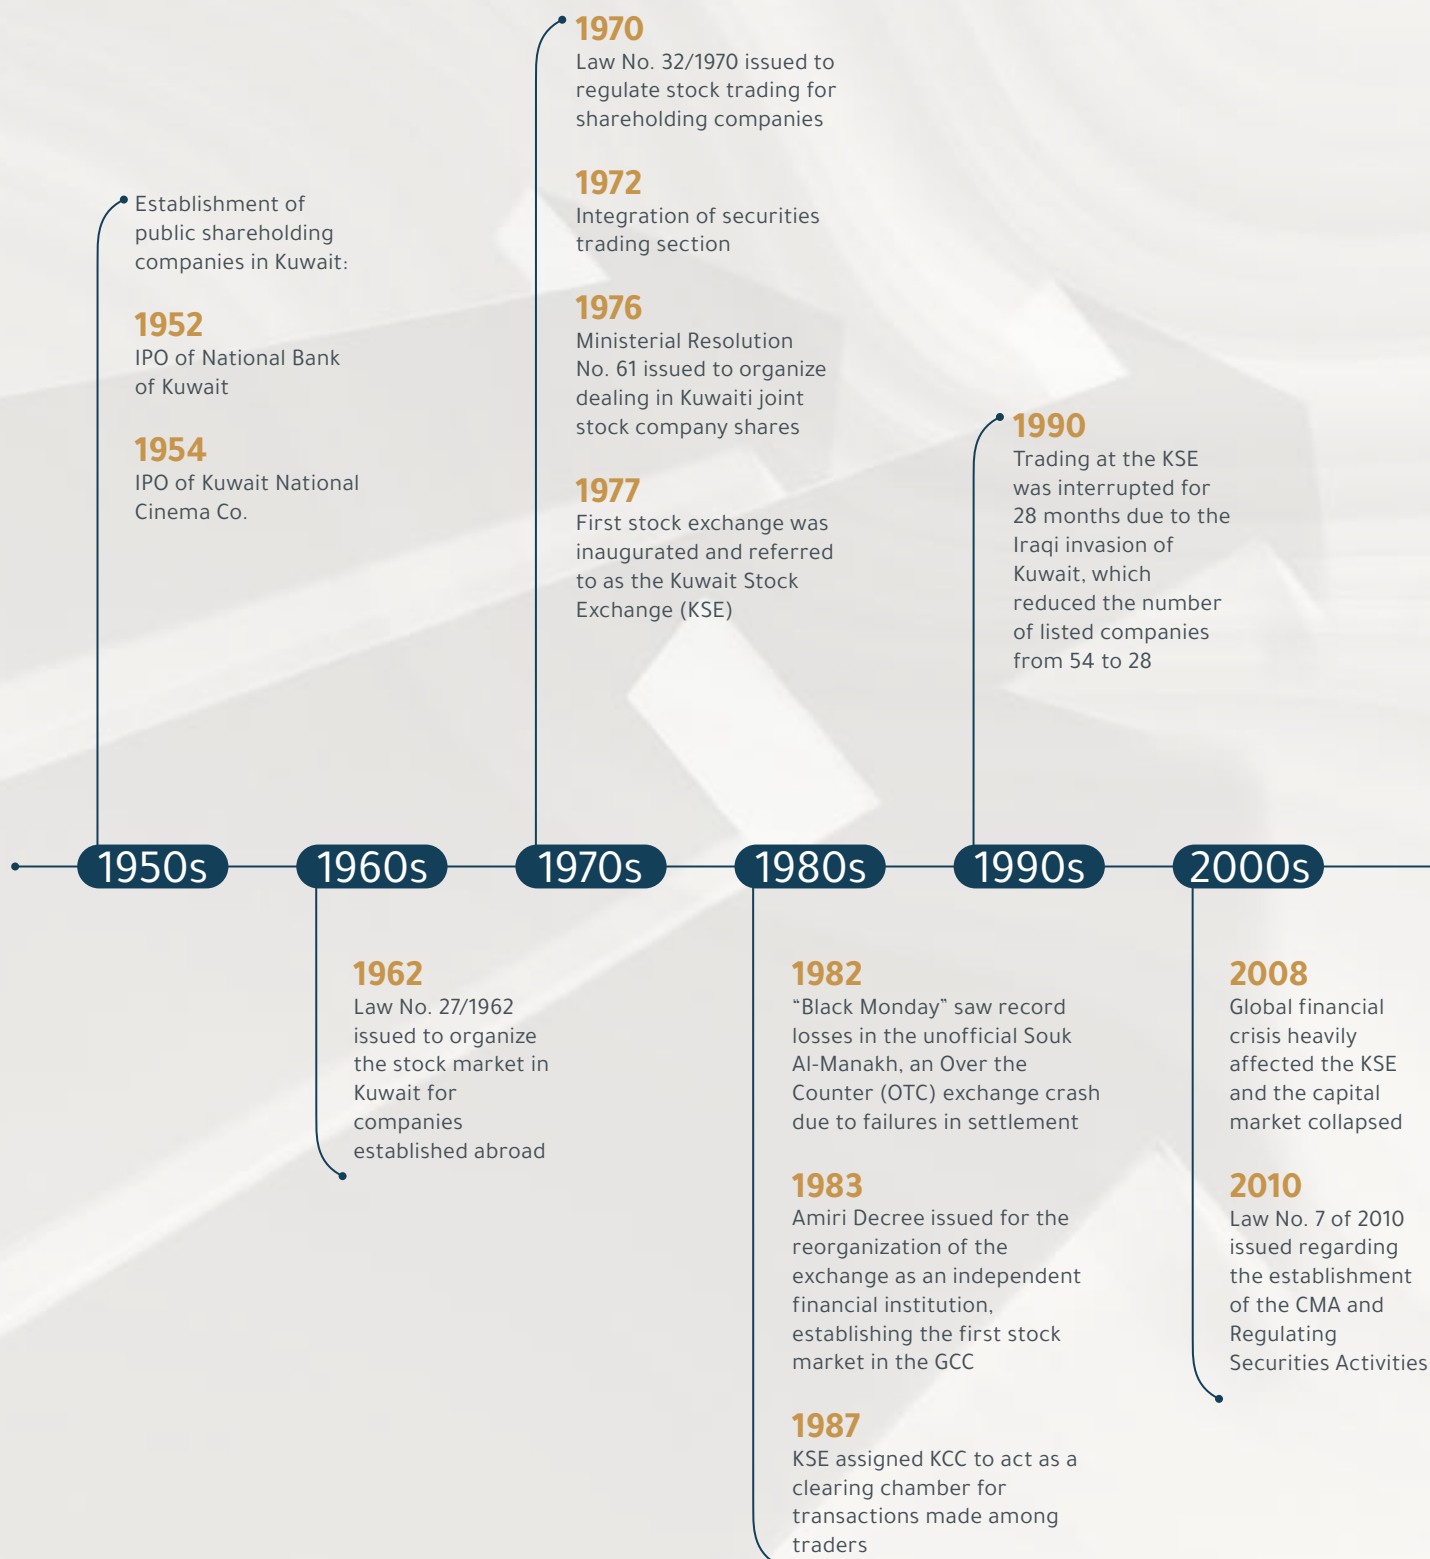 Establishment of
public shareholding
companies in Kuwait:
1952
IPO of National Bank
of Kuwait
1954
IPO of Kuwait National
Cinema Co.
1970
Law No. 32/1970 issued to
regulate stock trading for
shareholding companies
1972
Integration of securities
trading section
1976
Ministerial Resolution
No. 61 issued to organize
dealing in Kuwaiti joint
stock company shares
1977
First stock exchange was
inaugurated and referred
to as the Kuwait Stock
Exchange (KSE)
1990
Trading at the KSE
was interrupted for
28 months due to the
Iraqi invasion of
Kuwait, which
reduced the number
of listed companies
from 54 to 28
1950s
1960s
1970s
1980s
1990s
2000s
1962
Law No. 27/1962
issued to organize
the stock market in
Kuwait for
companies
established abroad
1982
“Black Monday” saw record
losses in the unofficial Souk
Al-Manakh, an Over the
Counter (OTC) exchange crash
due to failures in settlement
1983
Amiri Decree issued for the
reorganization of the
exchange as an independent
financial institution,
establishing the first stock
market in the GCC
1987
KSE assigned KCC to act as a
clearing chamber for
transactions made among
traders
2008
Global financial
crisis heavily
affected the KSE
and the capital
market collapsed
2010
Law No. 7 of 2010
issued regarding
the establishment
of the CMA and
Regulating
Securities Activities